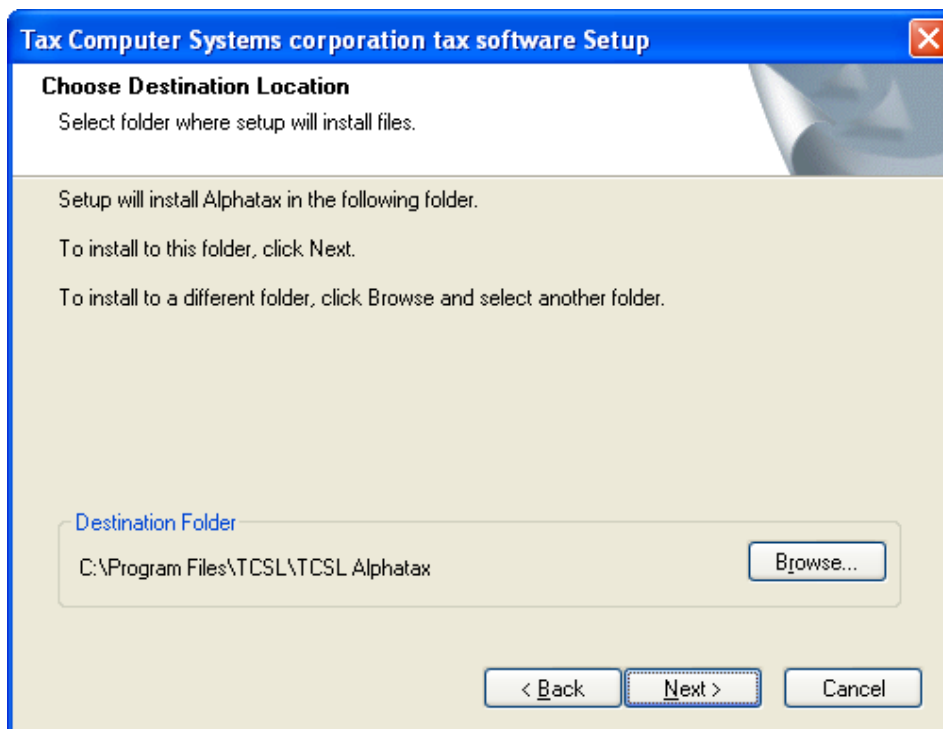 Tax Computer Systems corporation tax software Setup
Choose Destination Location
Select folder where setup will install files.
Setup will install Alphatax in the following folder.
To install to this folder, click Next.
To install to a different folder, click Browse and select another folder.
Destination Folder
C:\Program Files\TCSL\TCSL Alphatax
Browse...
< Back
Next >
Cancel